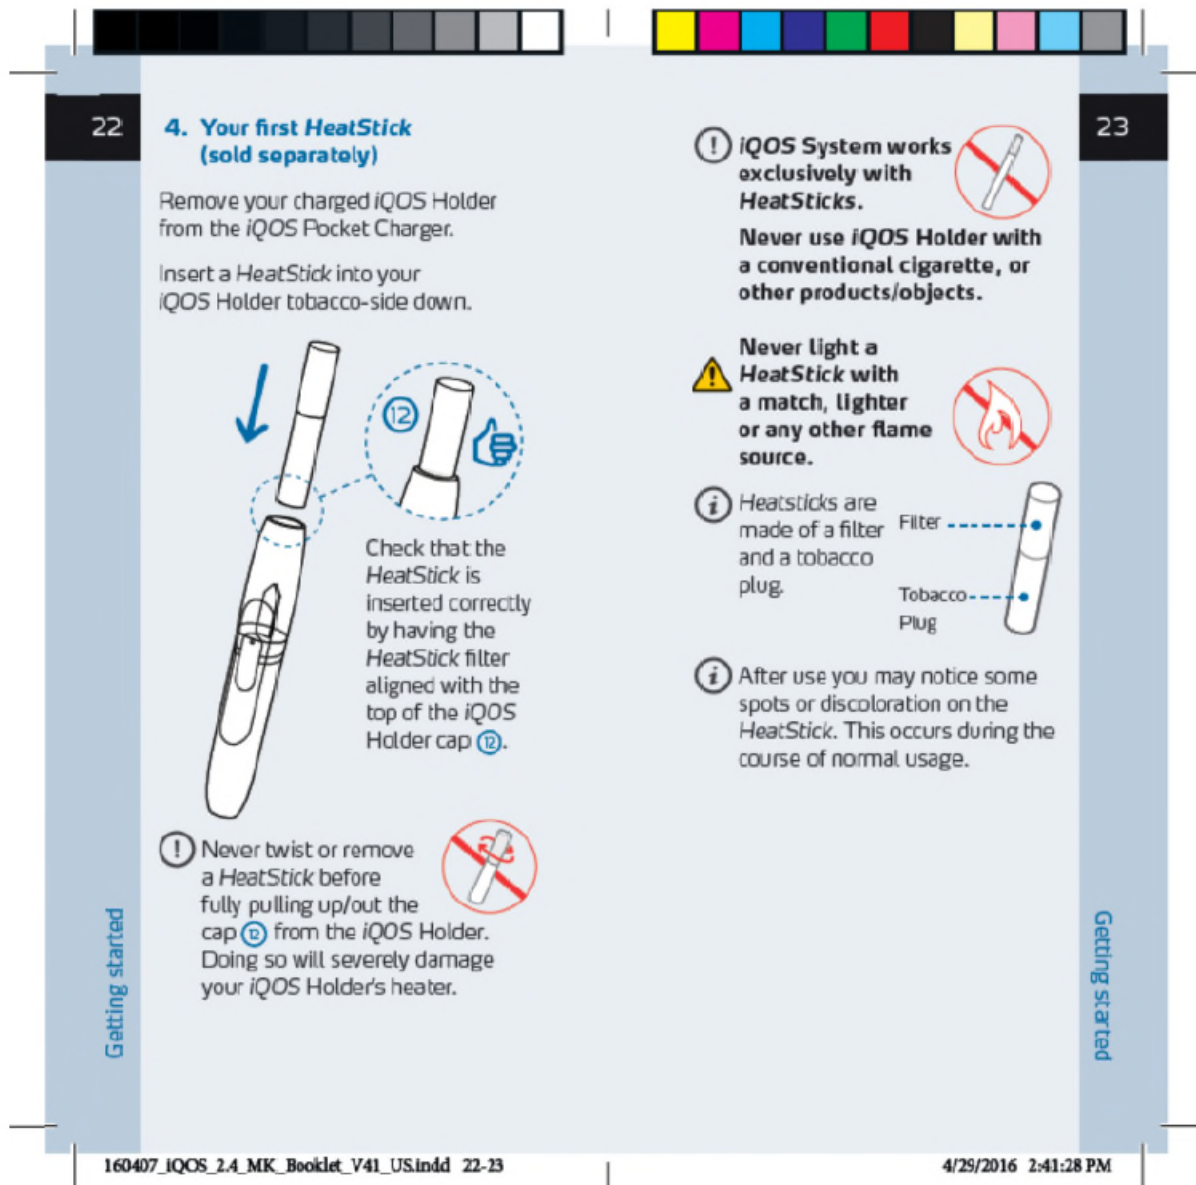 22
4. Your first HeatStick
(sold separately)
Remove your charged iQOS Holder
from the iQOS Pocket Charger.
Insert a HeatStick into your
iQOS Holder tobacco-side down.
12
Check that the
HeatStick is
inserted correctly
by having the
HeatStick filter
aligned with the
top of the iQOS
Holder cap 12.
! Never twist or remove
a HeatStick before
fully pulling up/out the
cap 12 from the iQOS Holder.
Doing so will severely damage
your iQOS Holder's heater.
Getting started
23
! iQOS System works
exclusively with
HeatSticks.
Never use iQOS Holder with
a conventional cigarette, or
other products/objects.
! Never light a
HeatStick with
a match, lighter
or any other flame
source.
i Heatsticks are
made of a filter
and a tobacco
plug.
Filter
Tobacco
Plug
i After use you may notice some
spots or discoloration on the
HeatStick. This occurs during the
course of normal usage.
Getting started
160407_iQOS_2.4_MK_Booklet_V41_US.indd 22-23
4/29/2016 2:41:28 PM